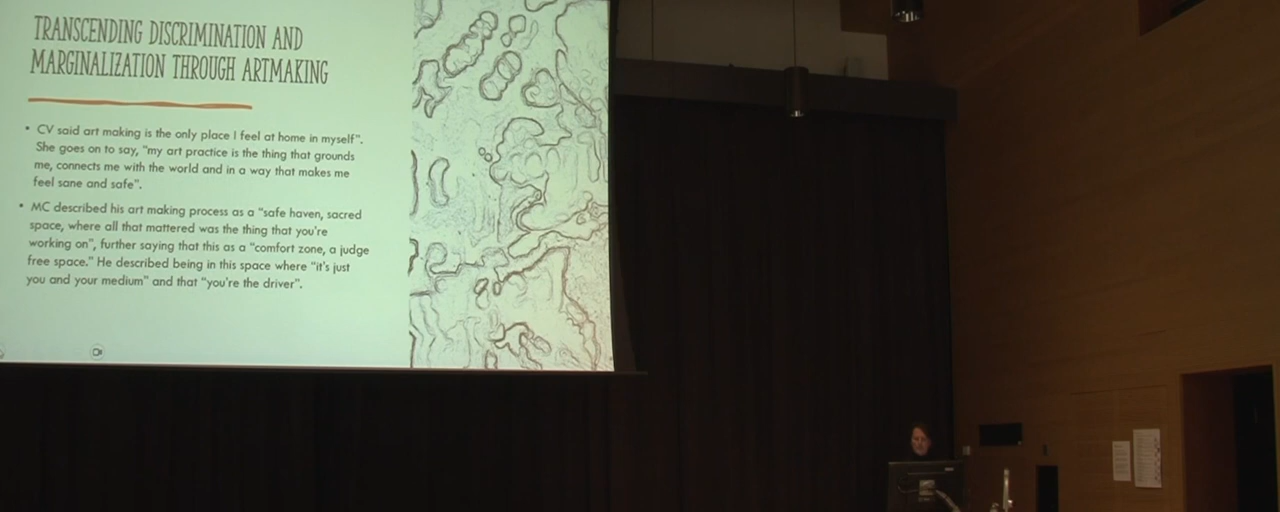 TRANSCENDING DISCRIMINATION AND
MARGINALIZATION THROUGH ARTMAKING
• CV said art making is the only place I feel at home in myself".
She goes on to say, "my art practice is the thing that grounds
me, connects me with the world and in a way that makes me
feel sane and safe".
• MC described his art making process as a "safe haven, sacred
space, where all that mattered was the thing that you're
working on", further saying that this as a "comfort zone, a judge
free space." He described being in this space where "it's just
you and your medium" and that "you're the driver".